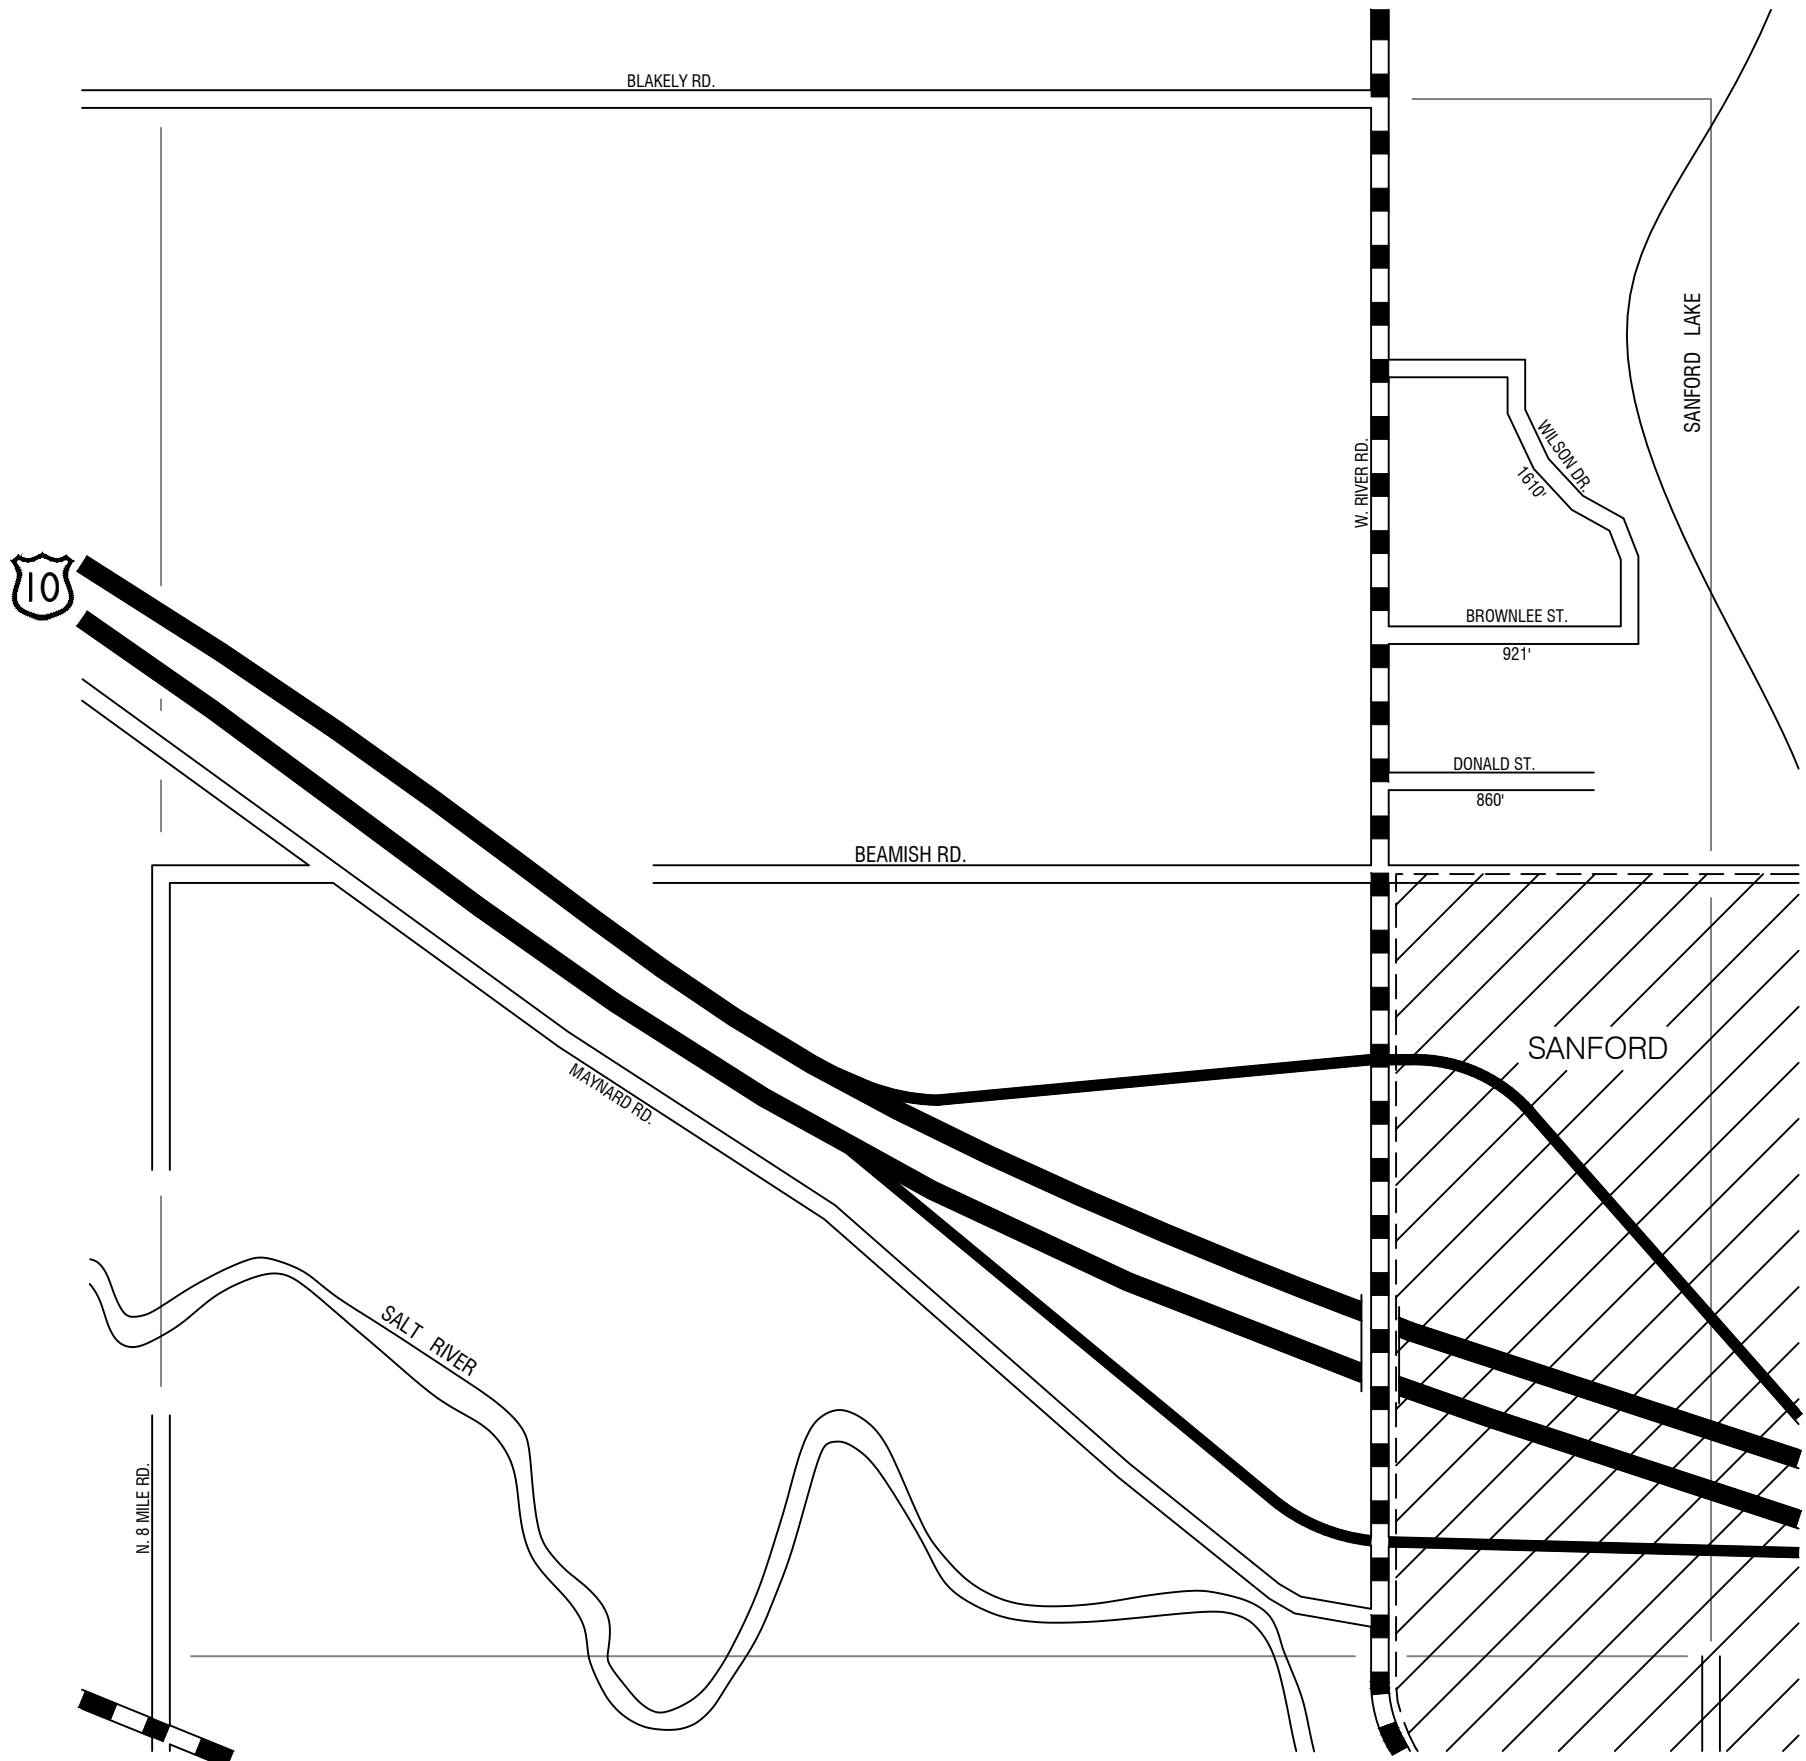 BLAKELY RD.
SANFORD LAKE
WILSON DR.
1610'
W. RIVER RD.
10
BROWNLEE ST.
921'
DONALD ST.
860'
BEAMISH RD.
SANFORD
MAYNARD RD.
SALT RIVER
N. 8 MILE RD.